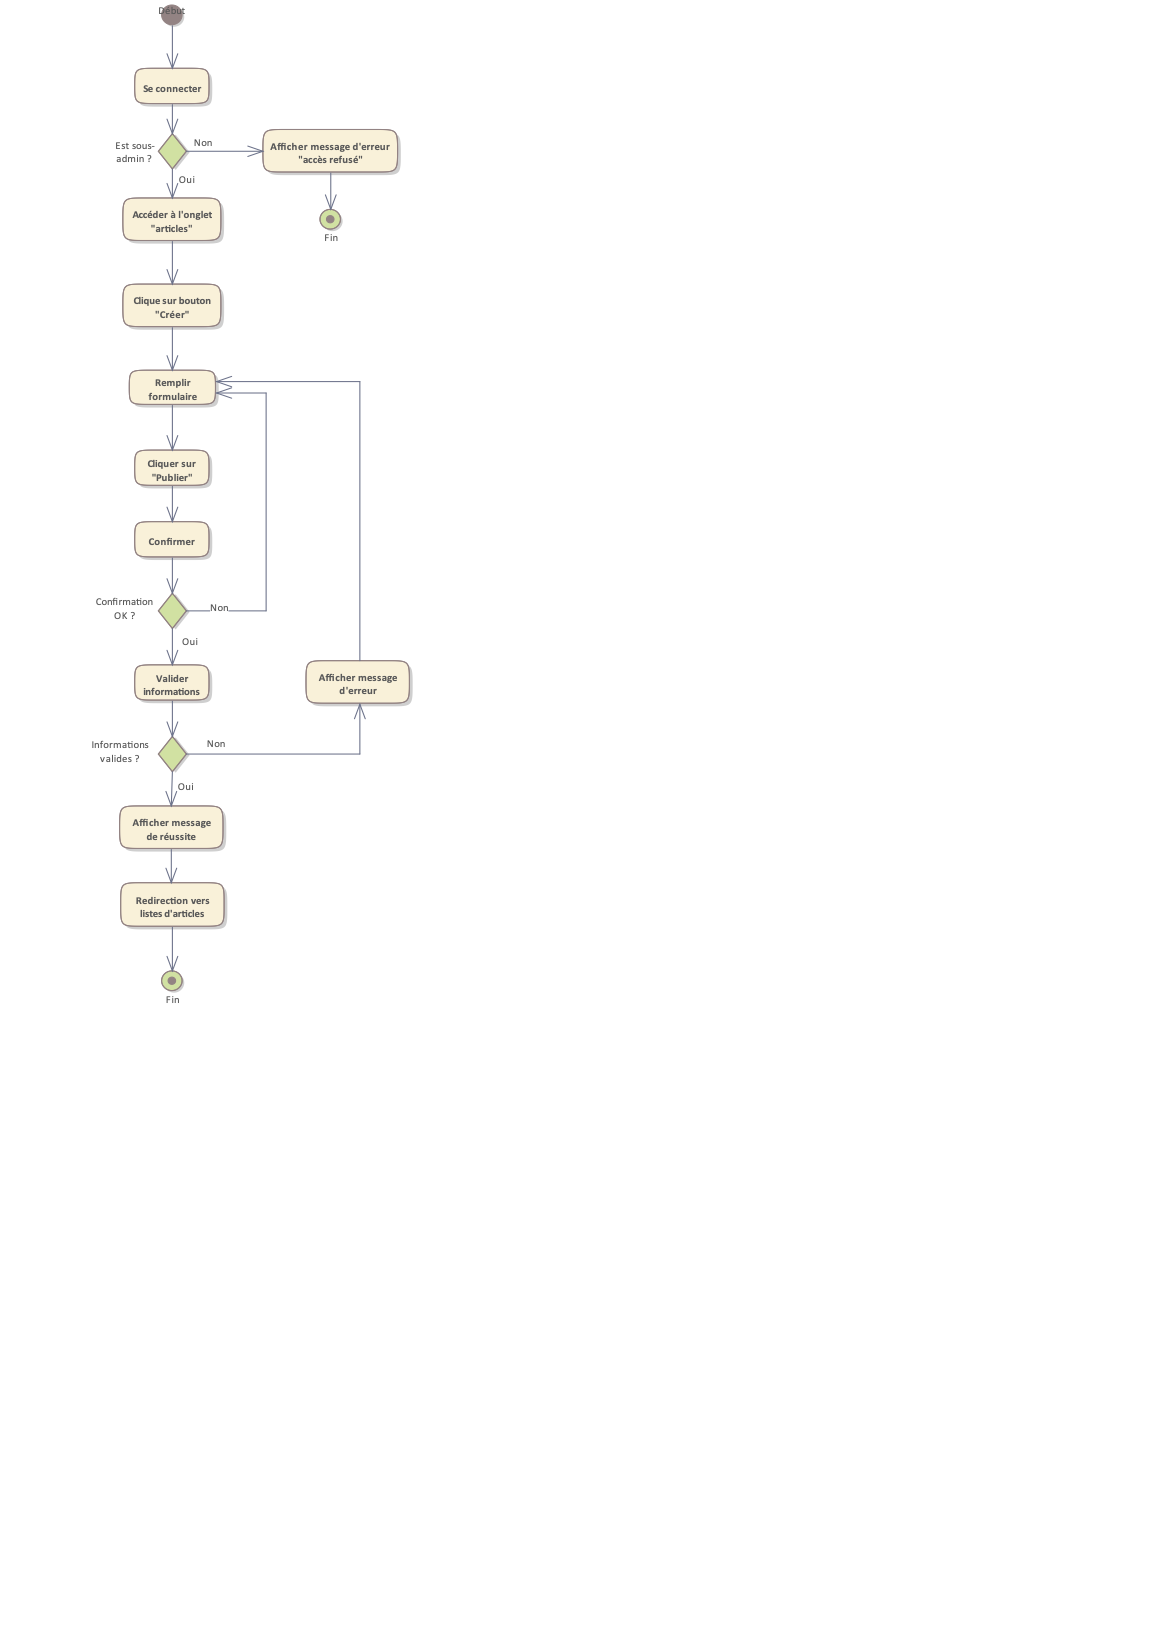 Début
Se connecter
Est sous-
admin ?
Non
Afficher message d'erreur
"accès refusé"
Oui
Accéder à l'onglet
"articles"
Fin
Clique sur bouton
"Créer"
Remplir
formulaire
Cliquer sur
"Publier"
Confirmer
Confirmation
OK ?
Non
Oui
Valider
informations
Afficher message
d'erreur
Informations
valides ?
Non
Oui
Afficher message
de réussite
Redirection vers
listes d'articles
Fin